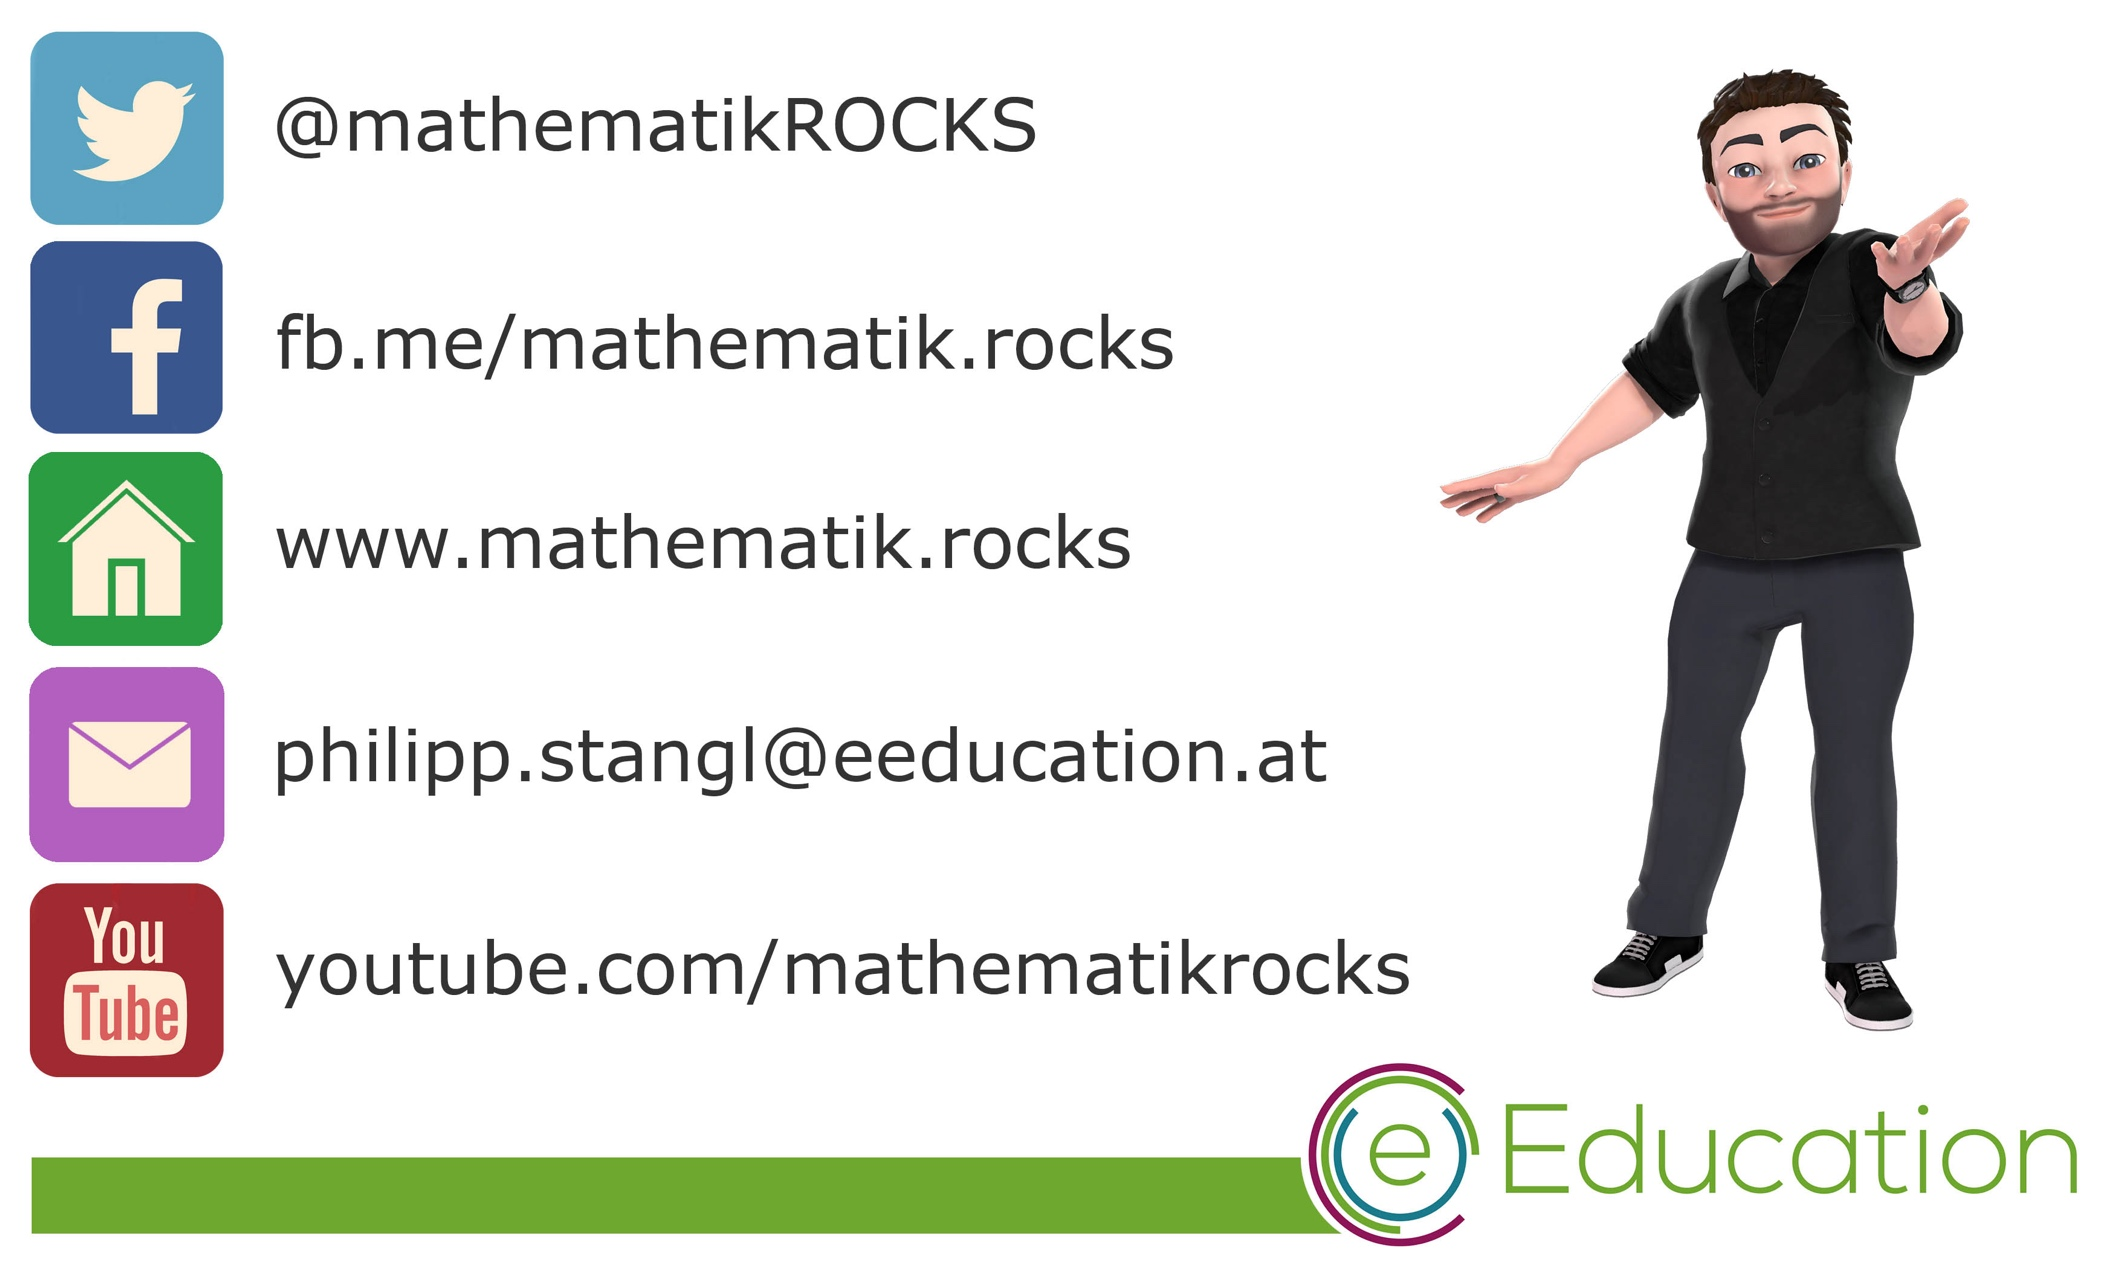 @mathematikROCKS
fb.me/mathematik.rocks
www.mathematik.rocks
philipp.stangl@eeducation.at
You
Tube
youtube.com/mathematikrocks
e Education